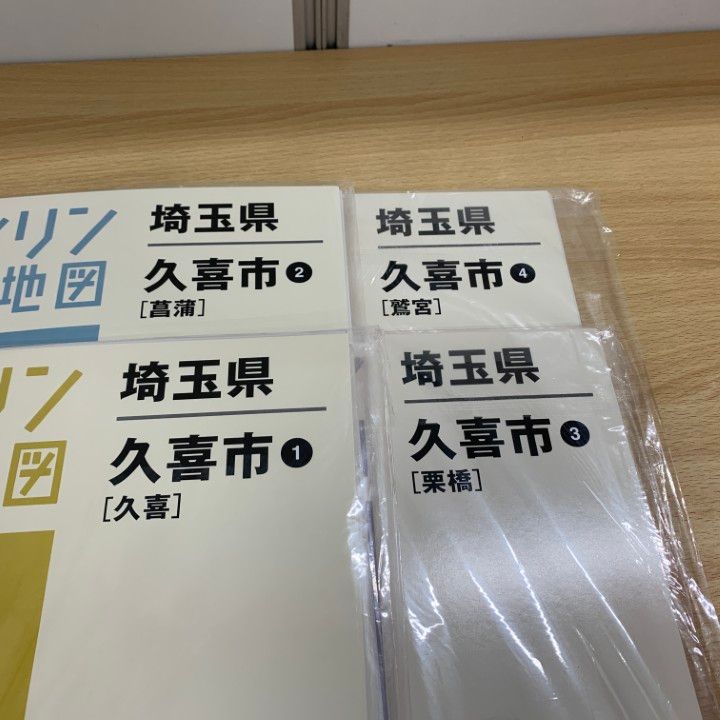 ンリン
地図
埼玉県
久喜市❷
[菖蒲]
埼玉県
久喜市❹
[鷲宮]
リン
図
埼玉県
久喜市❶
[久喜]
埼玉県
久喜市❸
[栗橋]